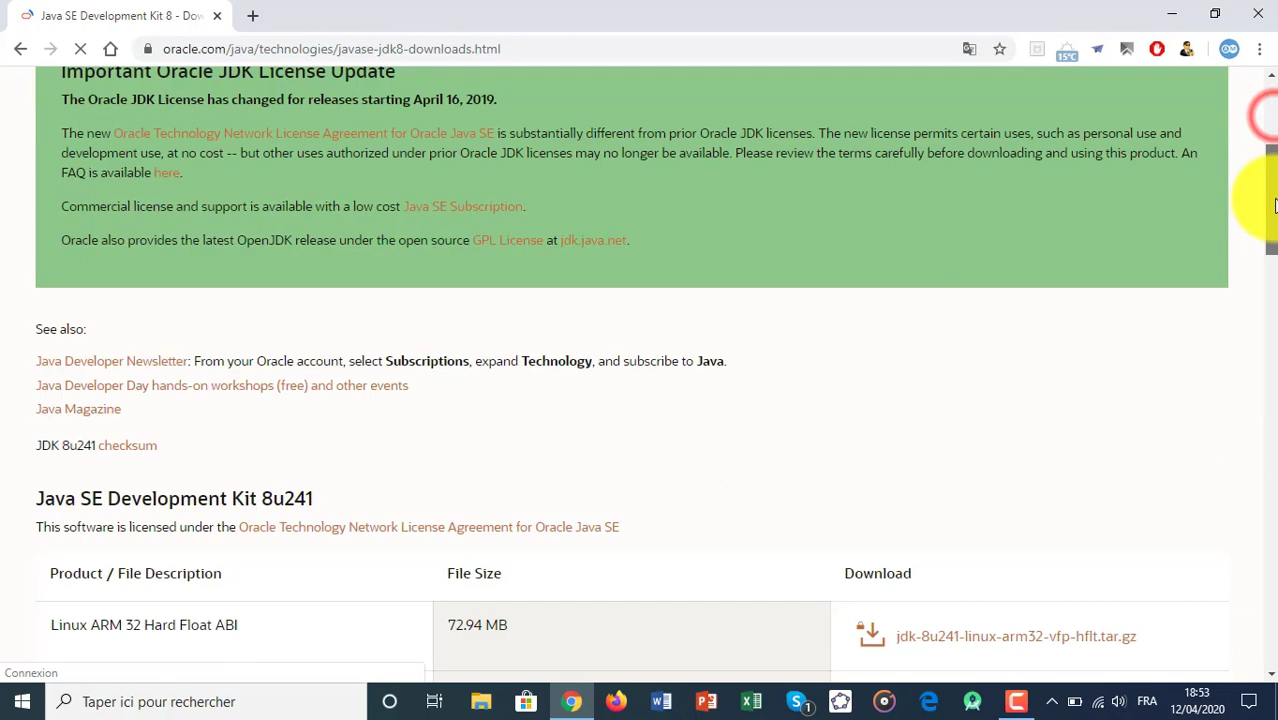 Java SE Development Kit 8 - Dow
oracle.com/java/technologies/javase-jdk8-downloads.html
15°C
Important Oracle JDK License Update
The Oracle JDK License has changed for releases starting April 16, 2019.
The new Oracle Technology Network License Agreement for Oracle Java SE is substantially different from prior Oracle JDK licenses. The new license permits certain uses, such as personal use and
development use, at no cost -- but other uses authorized under prior Oracle JDK licenses may no longer be available. Please review the terms carefully before downloading and using this product. An
FAQ is available here.
Commercial license and support is available with a low cost Java SE Subscription.
Oracle also provides the latest OpenJDK release under the open source GPL License at jdk.java.net.
See also:
Java Developer Newsletter: From your Oracle account, select Subscriptions, expand Technology, and subscribe to Java.
Java Developer Day hands-on workshops (free) and other events
Java Magazine
JDK 8u241 checksum
Java SE Development Kit 8u241
This software is licensed under the Oracle Technology Network License Agreement for Oracle Java SE
Product / File Description File Size Download
Linux ARM 32 Hard Float ABI 72.94 MB jdk-8u241-linux-arm32-vfp-hflt.tar.gz
Connexion
Taper ici pour rechercher
1
FRA
18:53
12/04/2020